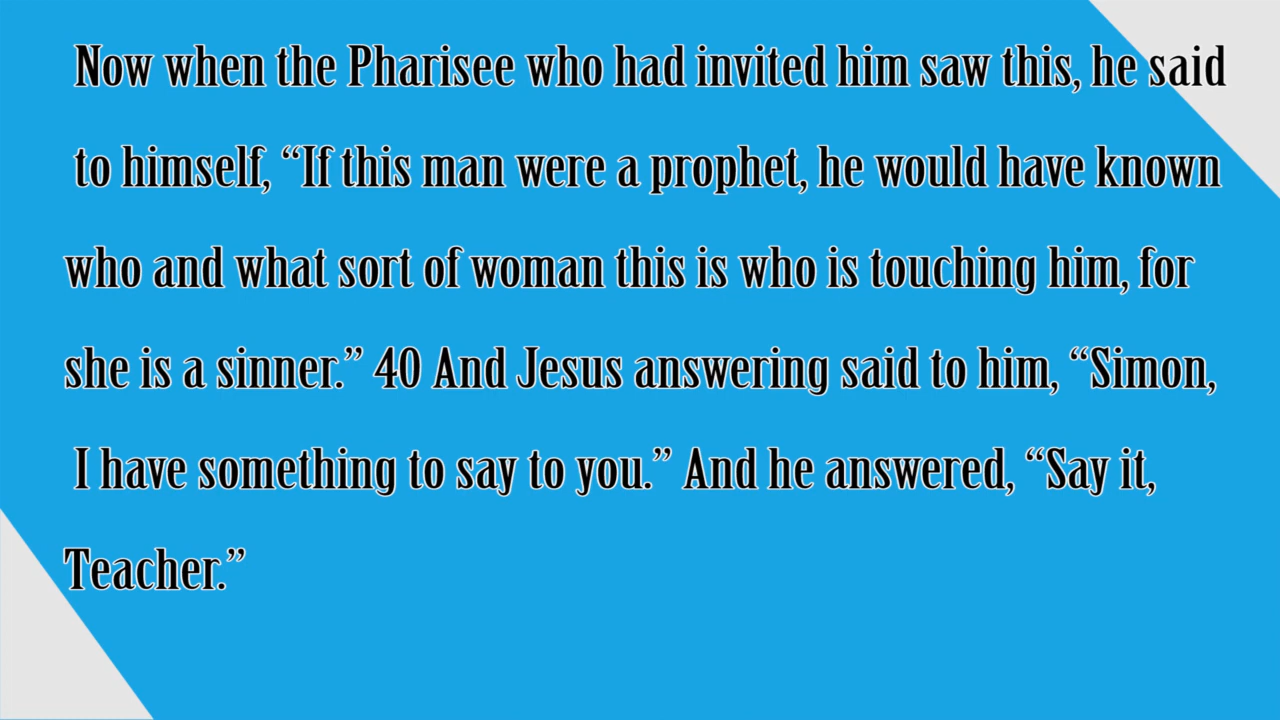 Now when the Pharisee who had invited him saw this, he said
to himself, “If this man were a prophet, he would have known
who and what sort of woman this is who is touching him, for
she is a sinner.” 40 And Jesus answering said to him, “Simon,
I have something to say to you.” And he answered, “Say it,
Teacher.”